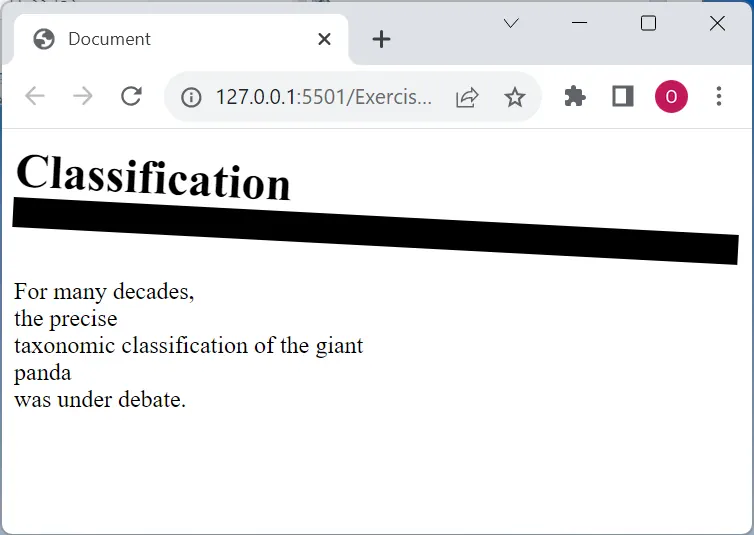 Document
127.0.0.1:5501/Exercis...
O
Classification
For many decades,
the precise
taxonomic classification of the giant
panda
was under debate.